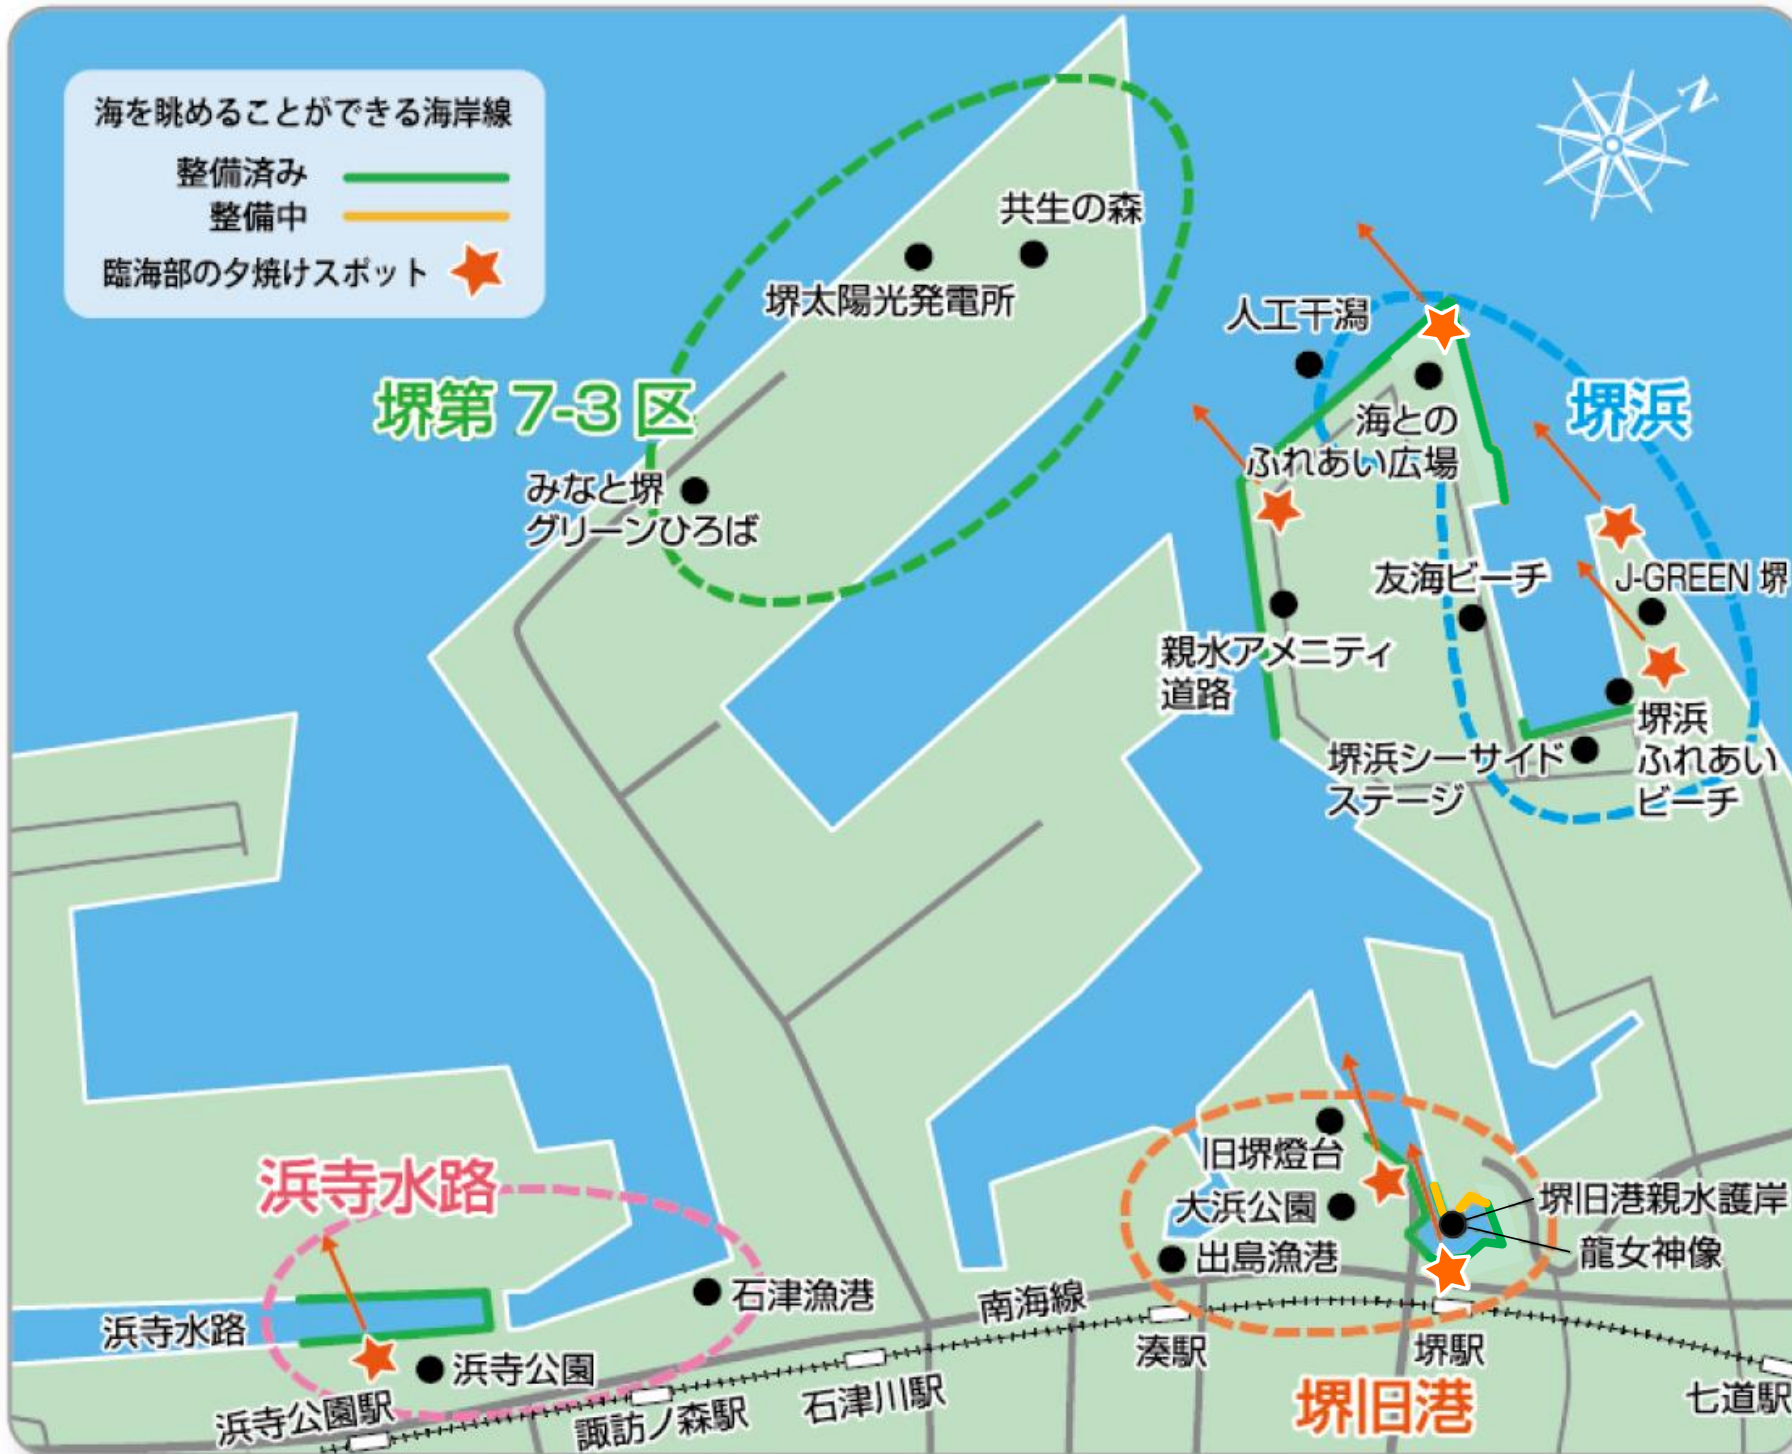 海を眺めることができる海岸線
整備済み
整備中
臨海部の夕焼けスポット
N
共生の森
堺太陽光発電所
堺第7-3区
みなと堺
グリーンひろば
人工干潟
海との
ふれあい広場
堺浜
友海ビーチ
J-GREEN 堺
親水アメニティ
道路
堺浜シーサイド
ステージ
堺浜
ふれあい
ビーチ
旧堺燈台
大浜公園
出島漁港
堺旧港親水護岸
龍女神像
浜寺水路
浜寺水路
石津漁港
浜寺公園
南海線
浜寺公園駅
諏訪ノ森駅
石津川駅
湊駅
堺駅
七道駅
堺旧港